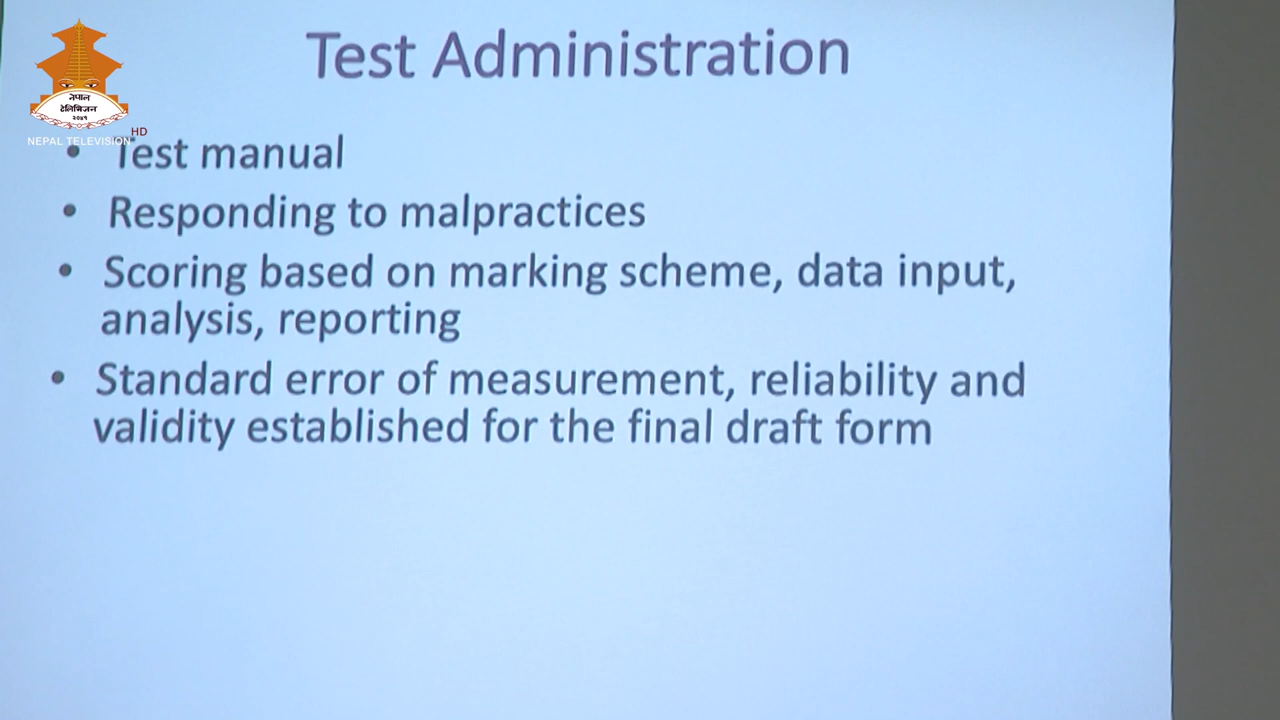 Test Administration
नेपाल
टेलिभिजन
२०४१
NEPAL TELEVISION HD
• Test manual
• Responding to malpractices
• Scoring based on marking scheme, data input,
analysis, reporting
• Standard error of measurement, reliability and
validity established for the final draft form